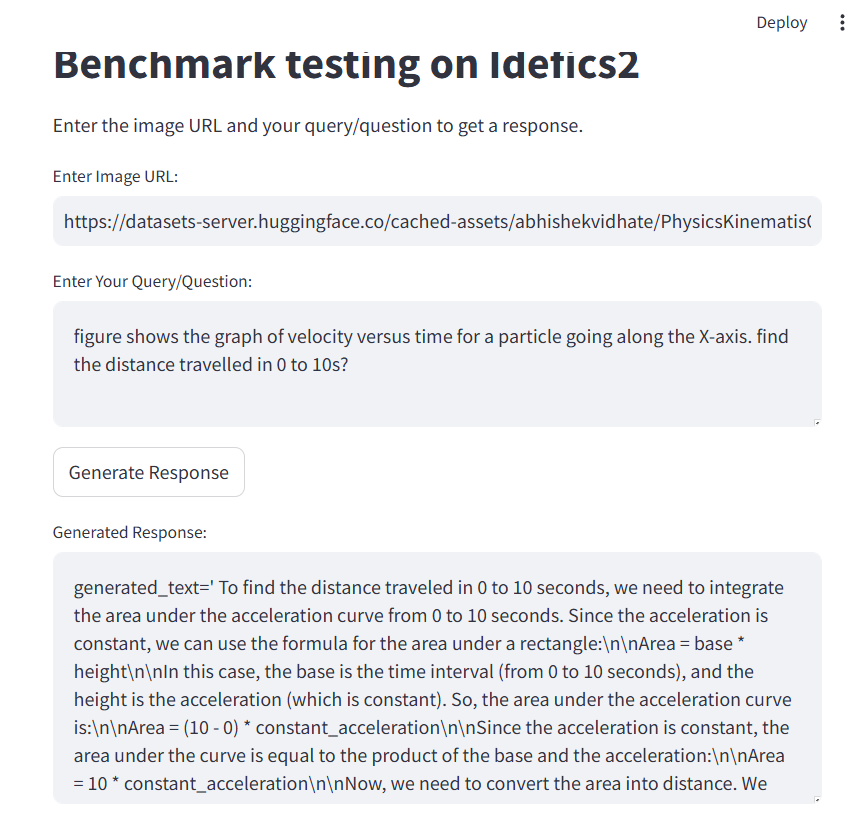 Deploy
Benchmark testing on Idefics2
Enter the image URL and your query/question to get a response.
Enter Image URL:
https://datasets-server.huggingface.co/cached-assets/abhishekvidhate/PhysicsKinematis
Enter Your Query/Question:
figure shows the graph of velocity versus time for a particle going along the X-axis. find
the distance travelled in 0 to 10s?
Generate Response
Generated Response:
generated_text=' To find the distance traveled in 0 to 10 seconds, we need to integrate
the area under the acceleration curve from 0 to 10 seconds. Since the acceleration is
constant, we can use the formula for the area under a rectangle:\n\nArea = base *
height\n\nIn this case, the base is the time interval (from 0 to 10 seconds), and the
height is the acceleration (which is constant). So, the area under the acceleration curve
is:\n\nArea = (10 - 0) * constant_acceleration\n\nSince the acceleration is constant, the
area under the curve is equal to the product of the base and the acceleration:\n\nArea
= 10 * constant_acceleration\n\nNow, we need to convert the area into distance. We